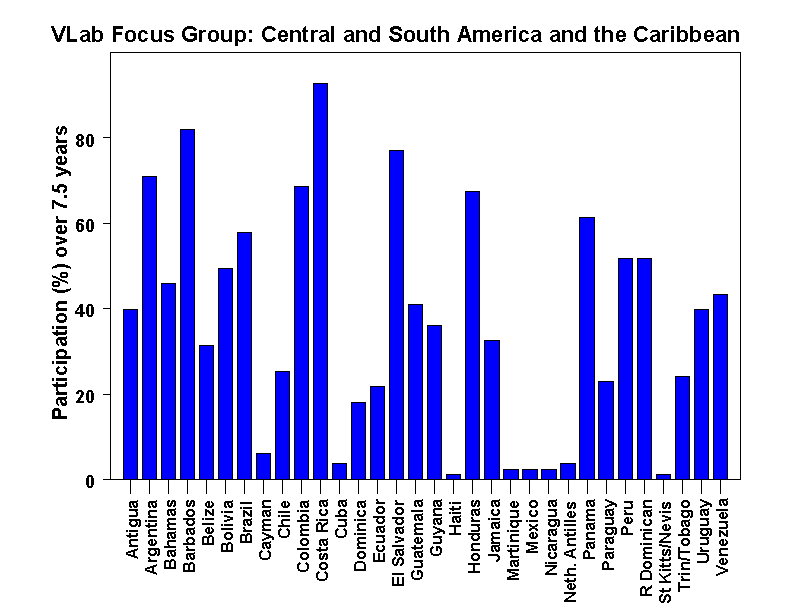 VLab Focus Group: Central and South America and the Caribbean
Participation (%) over 7.5 years
80
60
40
20
0
Antigua
Argentina
Bahamas
Barbados
Belize
Bolivia
Brazil
Cayman
Chile
Colombia
Costa Rica
Cuba
Dominica
Ecuador
El Salvador
Guatemala
Guyana
Haiti
Honduras
Jamaica
Martinique
Mexico
Nicaragua
Neth. Antilles
Panama
Paraguay
Peru
R Dominican
St Kitts/Nevis
Trin/Tobago
Uruguay
Venezuela